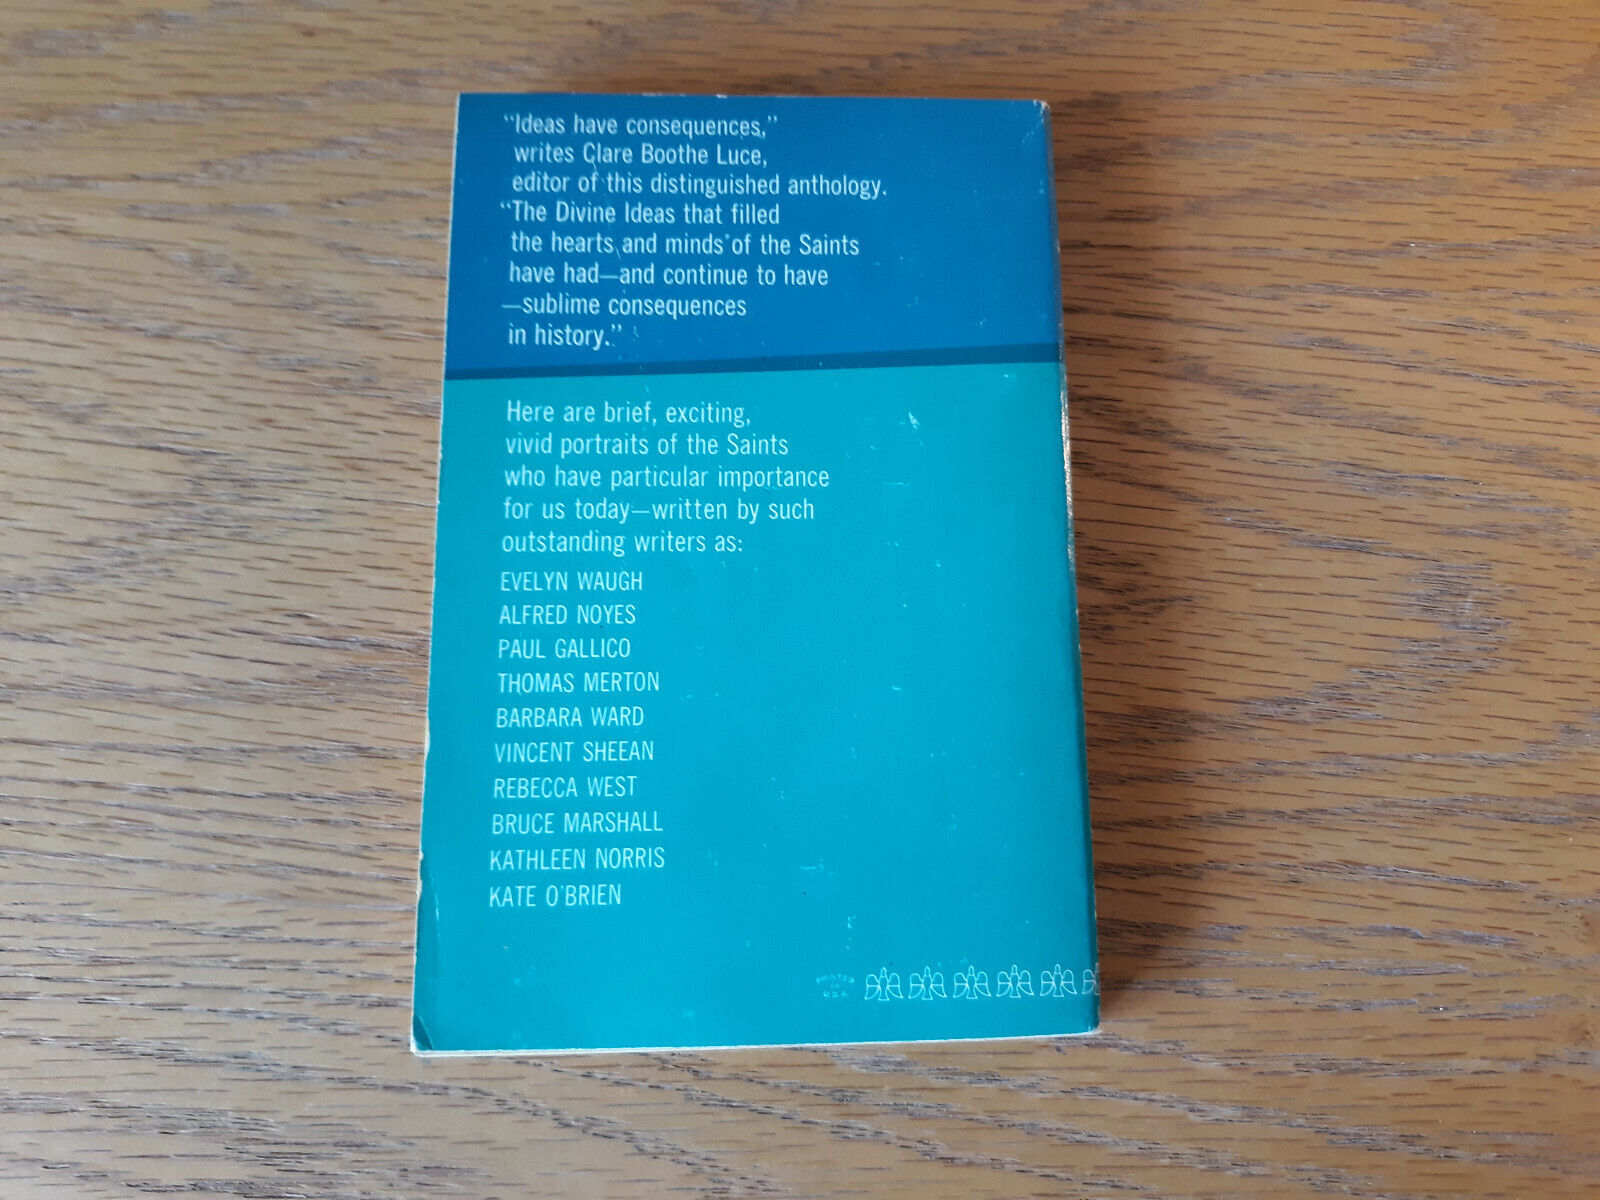 “Ideas have consequences,”
writes Clare Boothe Luce,
editor of this distinguished anthology.
“The Divine Ideas that filled
the hearts and minds of the Saints
have had—and continue to have
—sublime consequences
in history.”
Here are brief, exciting,
vivid portraits of the Saints
who have particular importance
for us today—written by such
outstanding writers as:
EVELYN WAUGH
ALFRED NOYES
PAUL GALLICO
THOMAS MERTON
BARBARA WARD
VINCENT SHEEAN
REBECCA WEST
BRUCE MARSHALL
KATHLEEN NORRIS
KATE O'BRIEN
PRINTED
IN